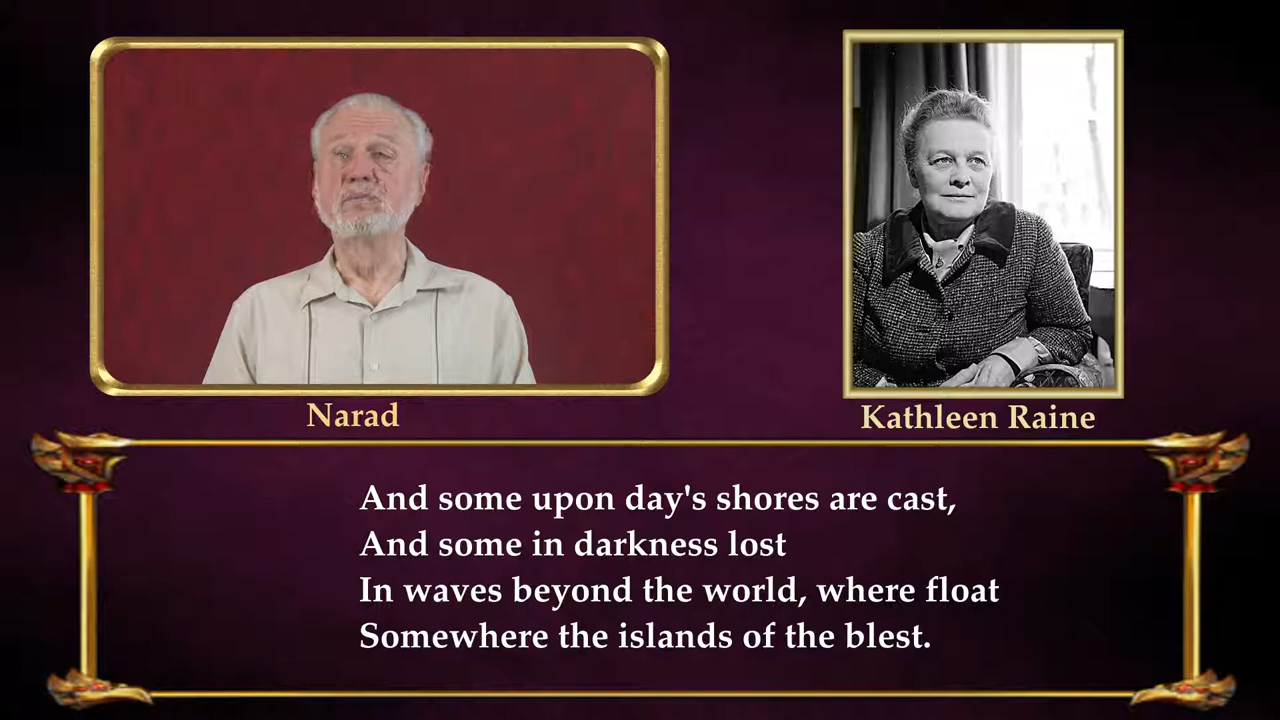 Narad
Kathleen Raine
And some upon day's shores are cast,
And some in darkness lost
In waves beyond the world, where float
Somewhere the islands of the blest.